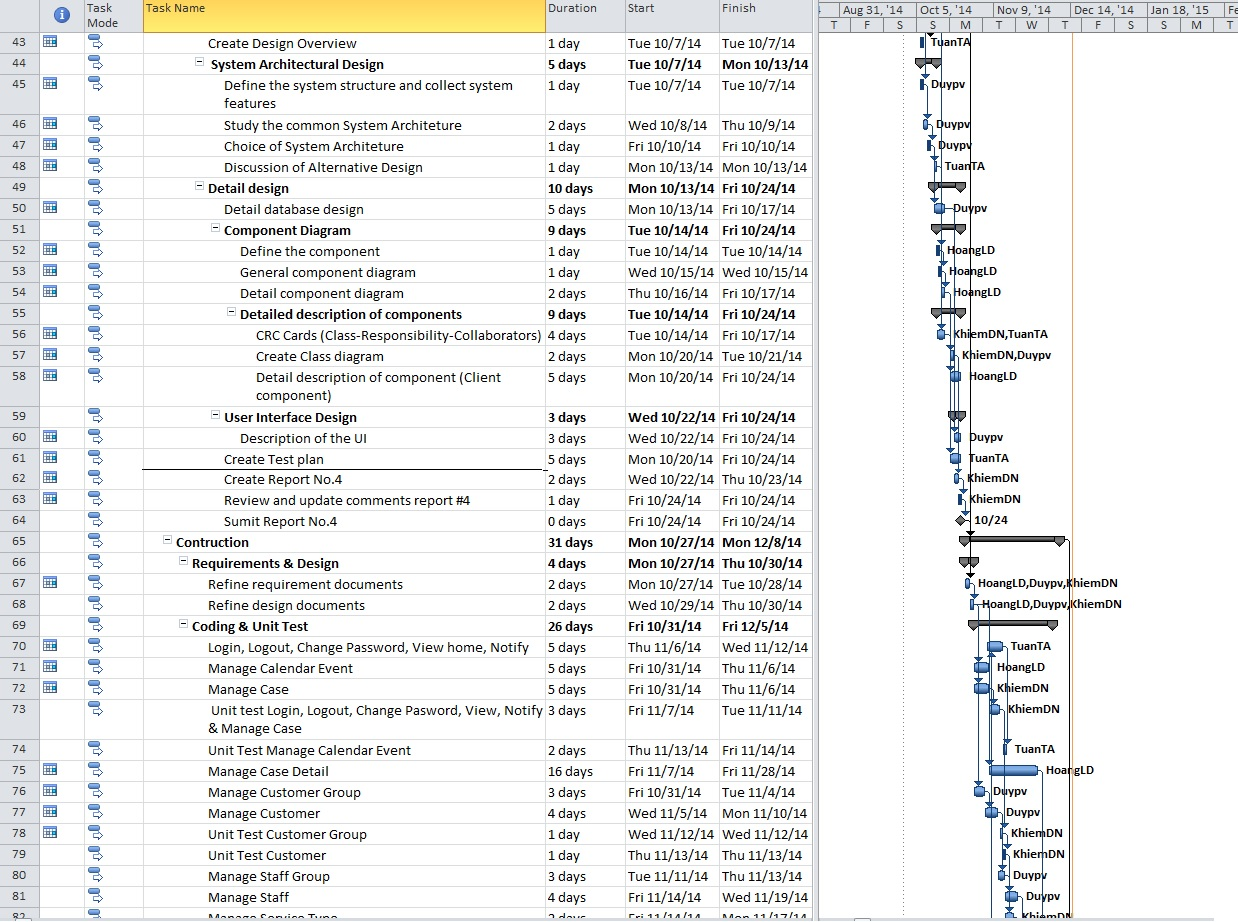 Task Mode Task Name Duration Start Finish Aug 31, '14 Oct 5, '14 Nov 9, '14 Dec 14, '14 Jan 18, '15 Fe
T F S S M T W T F S S M T
43 Create Design Overview 1 day Tue 10/7/14 Tue 10/7/14 TuanTA
44 System Architectural Design 5 days Tue 10/7/14 Mon 10/13/14
45 Define the system structure and collect system features 1 day Tue 10/7/14 Tue 10/7/14 Duypv
46 Study the common System Architeture 2 days Wed 10/8/14 Thu 10/9/14 Duypv
47 Choice of System Architeture 1 day Fri 10/10/14 Fri 10/10/14 Duypv
48 Discussion of Alternative Design 1 day Mon 10/13/14 Mon 10/13/14 TuanTA
49 Detail design 10 days Mon 10/13/14 Fri 10/24/14
50 Detail database design 5 days Mon 10/13/14 Fri 10/17/14 Duypv
51 Component Diagram 9 days Tue 10/14/14 Fri 10/24/14
52 Define the component 1 day Tue 10/14/14 Tue 10/14/14 HoangLD
53 General component diagram 1 day Wed 10/15/14 Wed 10/15/14 HoangLD
54 Detail component diagram 2 days Thu 10/16/14 Fri 10/17/14 HoangLD
55 Detailed description of components 9 days Tue 10/14/14 Fri 10/24/14
56 CRC Cards (Class-Responsibility-Collaborators) 4 days Tue 10/14/14 Fri 10/17/14 KhiemDN,TuanTA
57 Create Class diagram 2 days Mon 10/20/14 Tue 10/21/14 KhiemDN,Duypv
58 Detail description of component (Client component) 5 days Mon 10/20/14 Fri 10/24/14 HoangLD
59 User Interface Design 3 days Wed 10/22/14 Fri 10/24/14
60 Description of the UI 3 days Wed 10/22/14 Fri 10/24/14 Duypv
61 Create Test plan 5 days Mon 10/20/14 Fri 10/24/14 TuanTA
62 Create Report No.4 2 days Wed 10/22/14 Thu 10/23/14 KhiemDN
63 Review and update comments report #4 1 day Fri 10/24/14 Fri 10/24/14 KhiemDN
64 Sumit Report No.4 0 days Fri 10/24/14 Fri 10/24/14 10/24
65 Contruction 31 days Mon 10/27/14 Mon 12/8/14
66 Requirements & Design 4 days Mon 10/27/14 Thu 10/30/14
67 Refine requirement documents 2 days Mon 10/27/14 Tue 10/28/14 HoangLD,Duypv,KhiemDN
68 Refine design documents 2 days Wed 10/29/14 Thu 10/30/14 HoangLD,Duypv,KhiemDN
69 Coding & Unit Test 26 days Fri 10/31/14 Fri 12/5/14
70 Login, Logout, Change Password, View home, Notify 5 days Thu 11/6/14 Wed 11/12/14 TuanTA
71 Manage Calendar Event 5 days Fri 10/31/14 Thu 11/6/14 HoangLD
72 Manage Case 5 days Fri 10/31/14 Thu 11/6/14 KhiemDN
73 Unit test Login, Logout, Change Pasword, View, Notify & Manage Case 3 days Fri 11/7/14 Tue 11/11/14 KhiemDN
74 Unit Test Manage Calendar Event 2 days Thu 11/13/14 Fri 11/14/14 TuanTA
75 Manage Case Detail 16 days Fri 11/7/14 Fri 11/28/14 HoangLD
76 Manage Customer Group 3 days Fri 10/31/14 Tue 11/4/14 Duypv
77 Manage Customer 4 days Wed 11/5/14 Mon 11/10/14 Duypv
78 Unit Test Customer Group 1 day Wed 11/12/14 Wed 11/12/14 KhiemDN
79 Unit Test Customer 1 day Thu 11/13/14 Thu 11/13/14 KhiemDN
80 Manage Staff Group 3 days Tue 11/11/14 Thu 11/13/14 Duypv
81 Manage Staff 4 days Fri 11/14/14 Wed 11/19/14 Duypv
82 Manage Service Type 2 days Fri 11/14/14 Mon 11/17/14 KhiemDN